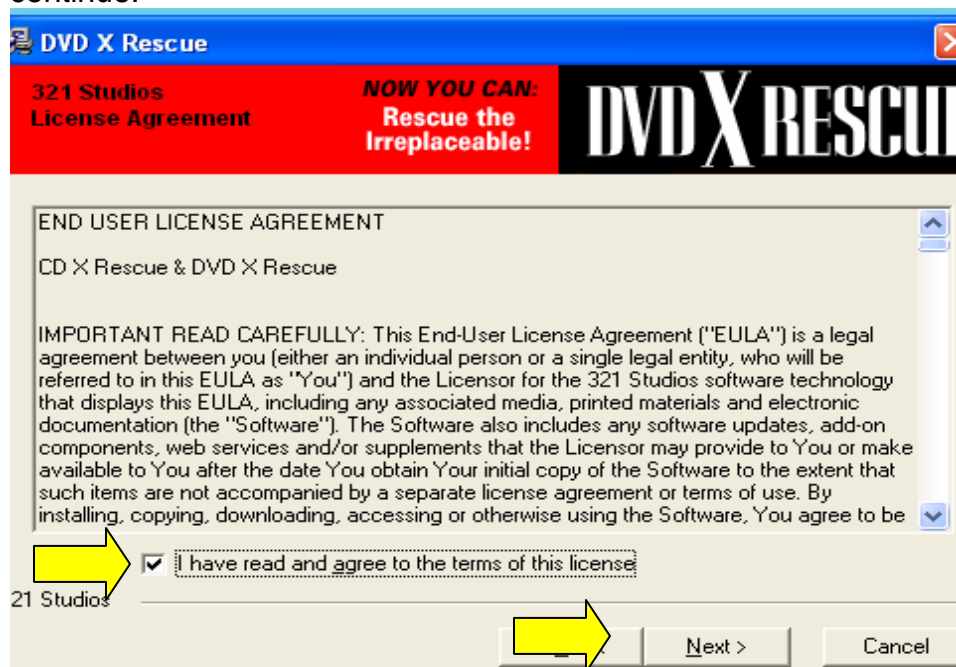 continue.
DVD X Rescue
321 Studios
License Agreement
NOW YOU CAN:
Rescue the
Irreplaceable!
DVD X RESCUE
END USER LICENSE AGREEMENT
CD X Rescue & DVD X Rescue
IMPORTANT READ CAREFULLY: This End-User License Agreement ("EULA") is a legal
agreement between you (either an individual person or a single legal entity, who will be
referred to in this EULA as "You") and the Licensor for the 321 Studios software technology
that displays this EULA, including any associated media, printed materials and electronic
documentation (the "Software"). The Software also includes any software updates, add-on
components, web services and/or supplements that the Licensor may provide to You or make
available to You after the date You obtain Your initial copy of the Software to the extent that
such items are not accompanied by a separate license agreement or terms of use. By
installing, copying, downloading, accessing or otherwise using the Software, You agree to be
I have read and agree to the terms of this license
21 Studios
Next >
Cancel